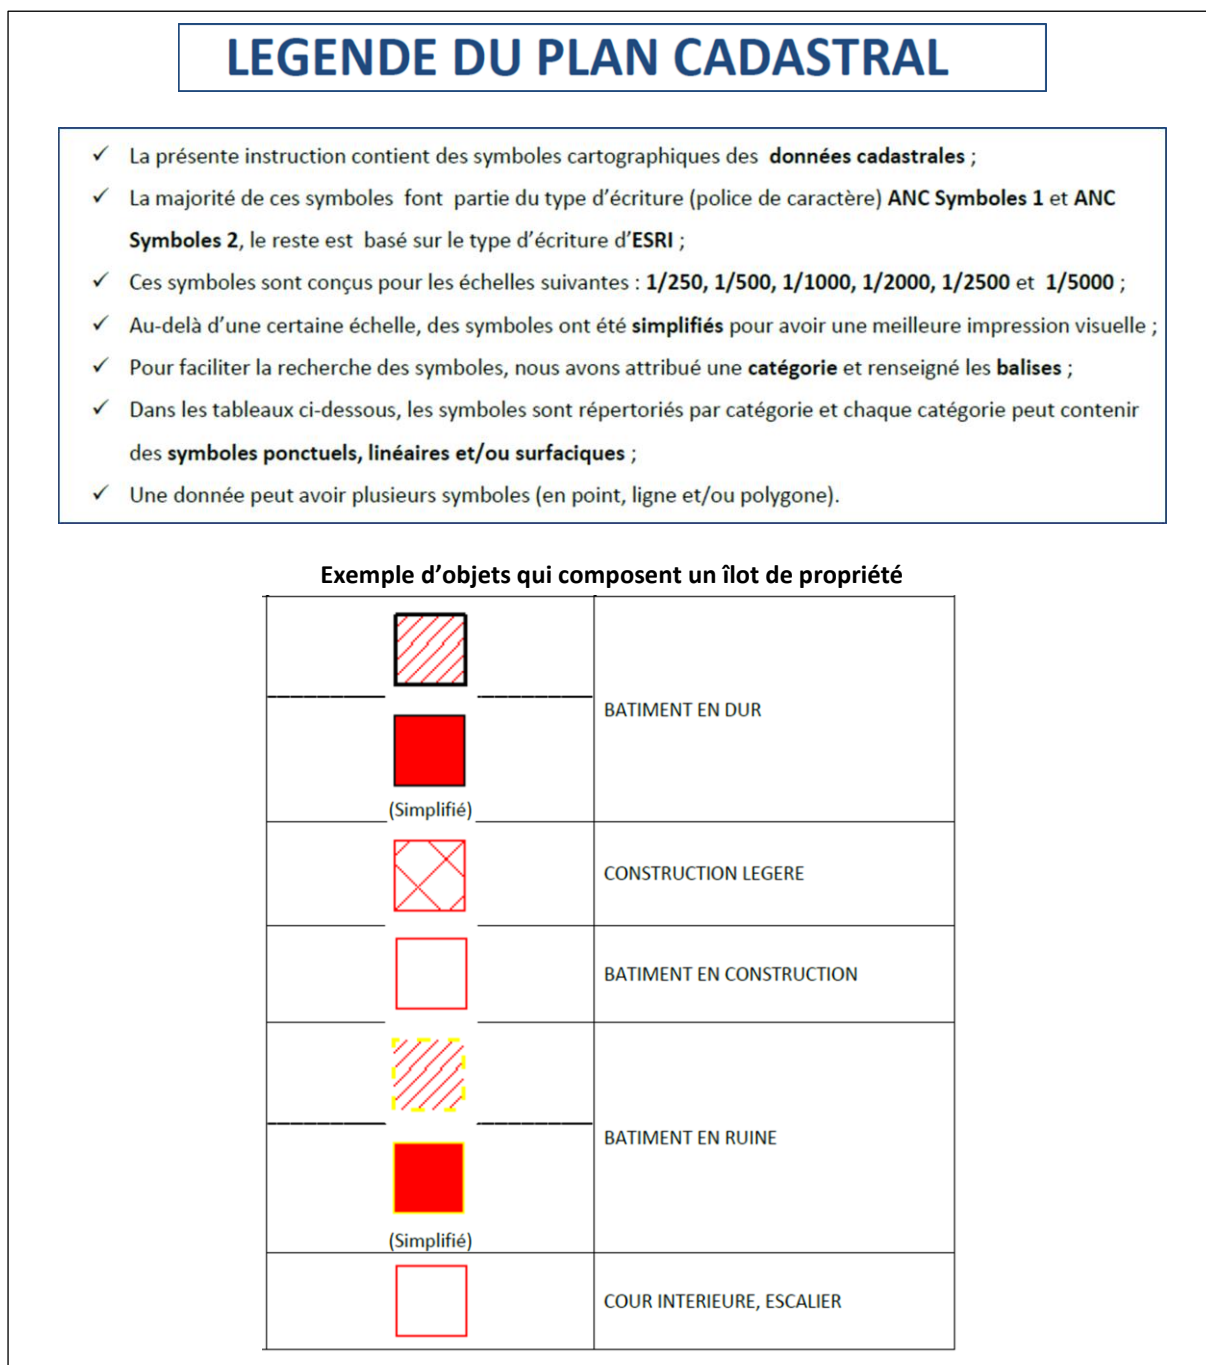 LEGENDE DU PLAN CADASTRAL
✓ La présente instruction contient des symboles cartographiques des données cadastrales ;
✓ La majorité de ces symboles font partie du type d’écriture (police de caractère) ANC Symboles 1 et ANC
Symboles 2, le reste est basé sur le type d’écriture d’ESRI ;
✓ Ces symboles sont conçus pour les échelles suivantes : 1/250, 1/500, 1/1000, 1/2000, 1/2500 et 1/5000 ;
✓ Au-delà d’une certaine échelle, des symboles ont été simplifiés pour avoir une meilleure impression visuelle ;
✓ Pour faciliter la recherche des symboles, nous avons attribué une catégorie et renseigné les balises ;
✓ Dans les tableaux ci-dessous, les symboles sont répertoriés par catégorie et chaque catégorie peut contenir
des symboles ponctuels, linéaires et/ou surfaciques ;
✓ Une donnée peut avoir plusieurs symboles (en point, ligne et/ou polygone).
Exemple d’objets qui composent un îlot de propriété
BATIMENT EN DUR
(Simplifié)
CONSTRUCTION LEGERE
BATIMENT EN CONSTRUCTION
BATIMENT EN RUINE
(Simplifié)
COUR INTERIEURE, ESCALIER